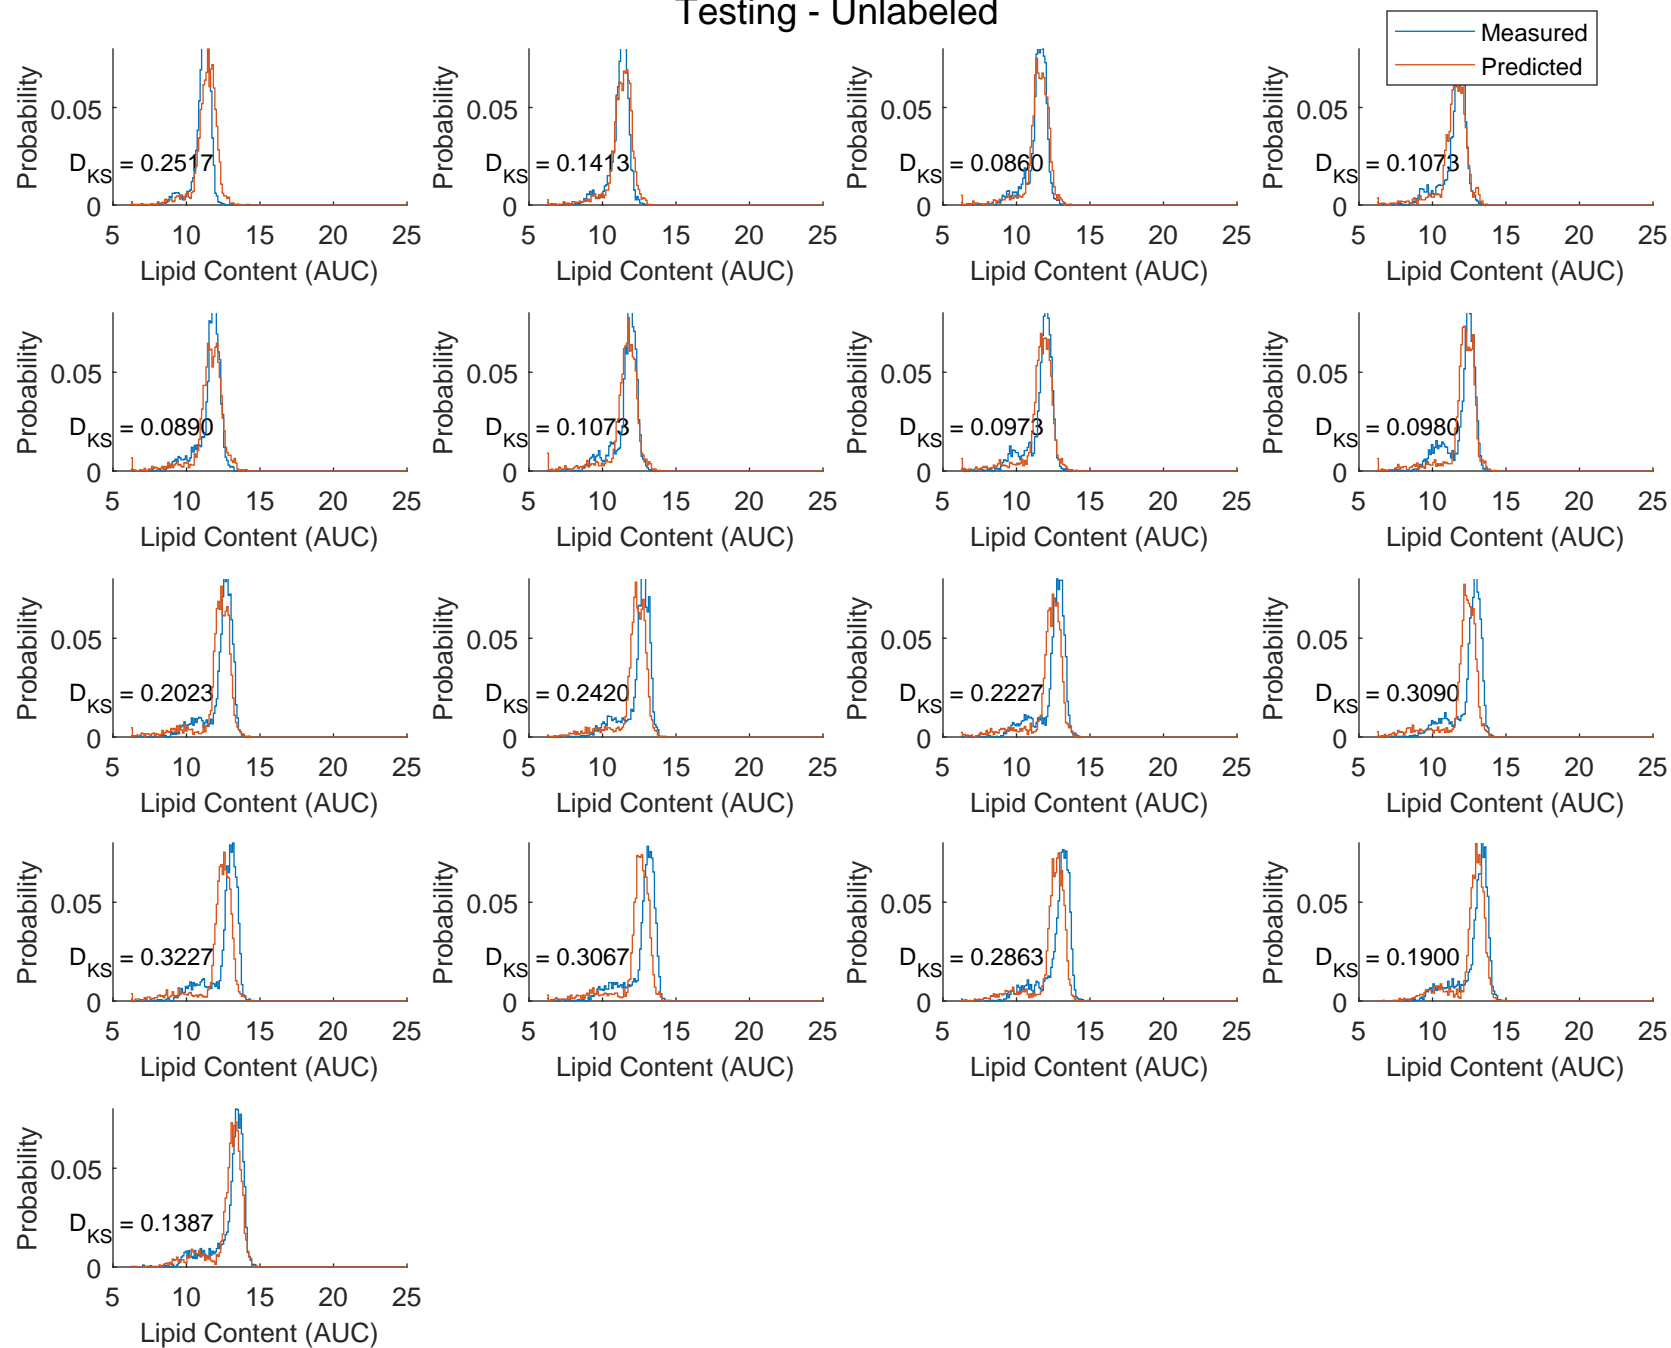 Testing - Unlabeled
Measured
Predicted
Probability
0.05
0
D_KS = 0.2517
5 10 15 20 25
Lipid Content (AUC)
Probability
0.05
0
D_KS = 0.1413
5 10 15 20 25
Lipid Content (AUC)
Probability
0.05
0
D_KS = 0.0860
5 10 15 20 25
Lipid Content (AUC)
Probability
0.05
0
D_KS = 0.1073
5 10 15 20 25
Lipid Content (AUC)
Probability
0.05
0
D_KS = 0.0890
5 10 15 20 25
Lipid Content (AUC)
Probability
0.05
0
D_KS = 0.1073
5 10 15 20 25
Lipid Content (AUC)
Probability
0.05
0
D_KS = 0.0973
5 10 15 20 25
Lipid Content (AUC)
Probability
0.05
0
D_KS = 0.0980
5 10 15 20 25
Lipid Content (AUC)
Probability
0.05
0
D_KS = 0.2023
5 10 15 20 25
Lipid Content (AUC)
Probability
0.05
0
D_KS = 0.2420
5 10 15 20 25
Lipid Content (AUC)
Probability
0.05
0
D_KS = 0.2227
5 10 15 20 25
Lipid Content (AUC)
Probability
0.05
0
D_KS = 0.3090
5 10 15 20 25
Lipid Content (AUC)
Probability
0.05
0
D_KS = 0.3227
5 10 15 20 25
Lipid Content (AUC)
Probability
0.05
0
D_KS = 0.3067
5 10 15 20 25
Lipid Content (AUC)
Probability
0.05
0
D_KS = 0.2863
5 10 15 20 25
Lipid Content (AUC)
Probability
0.05
0
D_KS = 0.1900
5 10 15 20 25
Lipid Content (AUC)
Probability
0.05
0
D_KS = 0.1387
5 10 15 20 25
Lipid Content (AUC)